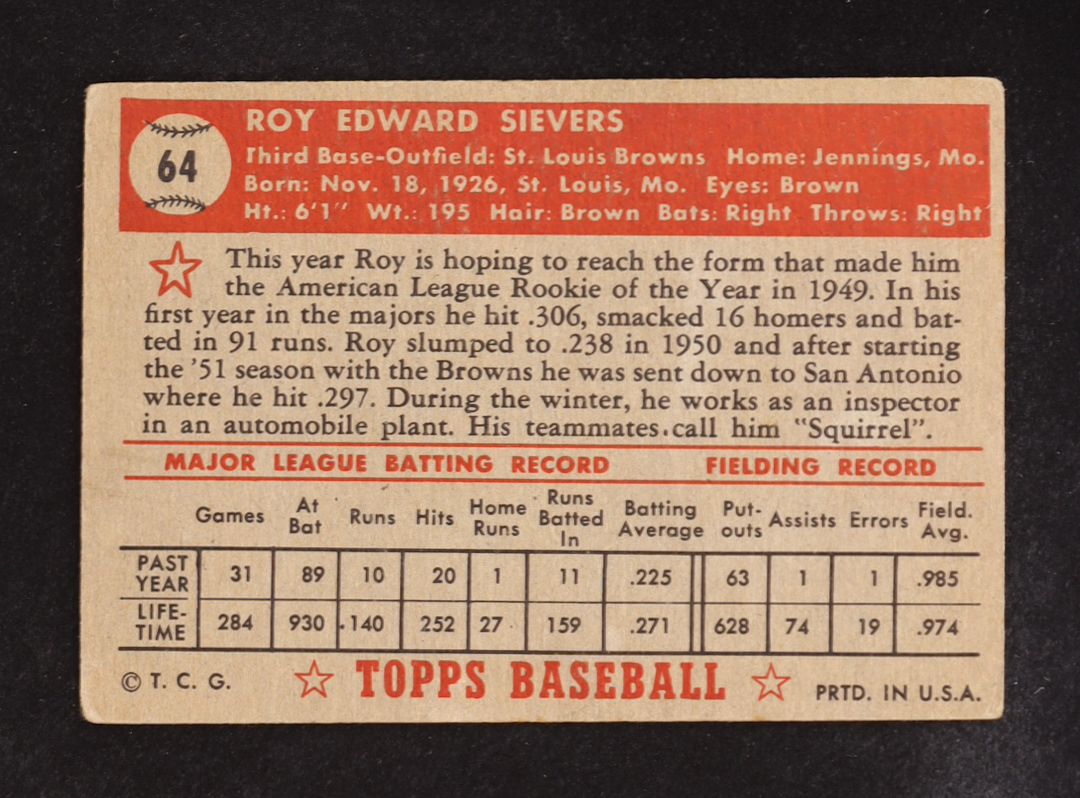 64
ROY EDWARD SIEVERS
Third Base-Outfield: St. Louis Browns Home: Jennings, Mo.
Born: Nov. 18, 1926, St. Louis, Mo. Eyes: Brown
Ht.: 6'1" Wt.: 195 Hair: Brown Bats: Right Throws: Right
This year Roy is hoping to reach the form that made him
the American League Rookie of the Year in 1949. In his
first year in the majors he hit .306, smacked 16 homers and bat-
ted in 91 runs. Roy slumped to .238 in 1950 and after starting
the '51 season with the Browns he was sent down to San Antonio
where he hit .297. During the winter, he works as an inspector
in an automobile plant. His teammates call him "Squirrel".
MAJOR LEAGUE BATTING RECORD FIELDING RECORD
Games At Bat Runs Hits Home Runs Runs Batted In Batting Average Put-outs Assists Errors Field. Avg.
PAST YEAR 31 89 10 20 1 11 .225 63 1 1 .985
LIFE-TIME 284 930 140 252 27 159 .271 628 74 19 .974
© T. C. G. TOPPS BASEBALL PRTD. IN U.S.A.